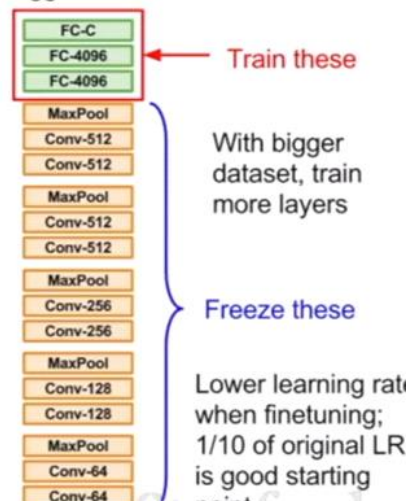 FC-C
FC-4096
Train these
FC-4096
MaxPool
Conv-512
Conv-512
With bigger
dataset, train
more layers
MaxPool
Conv-512
Conv-512
MaxPool
Conv-256
Conv-256
Freeze these
MaxPool
Conv-128
Conv-128
MaxPool
Conv-64
Conv-64
Lower learning rate
when finetuning;
1/10 of original LR
is good starting